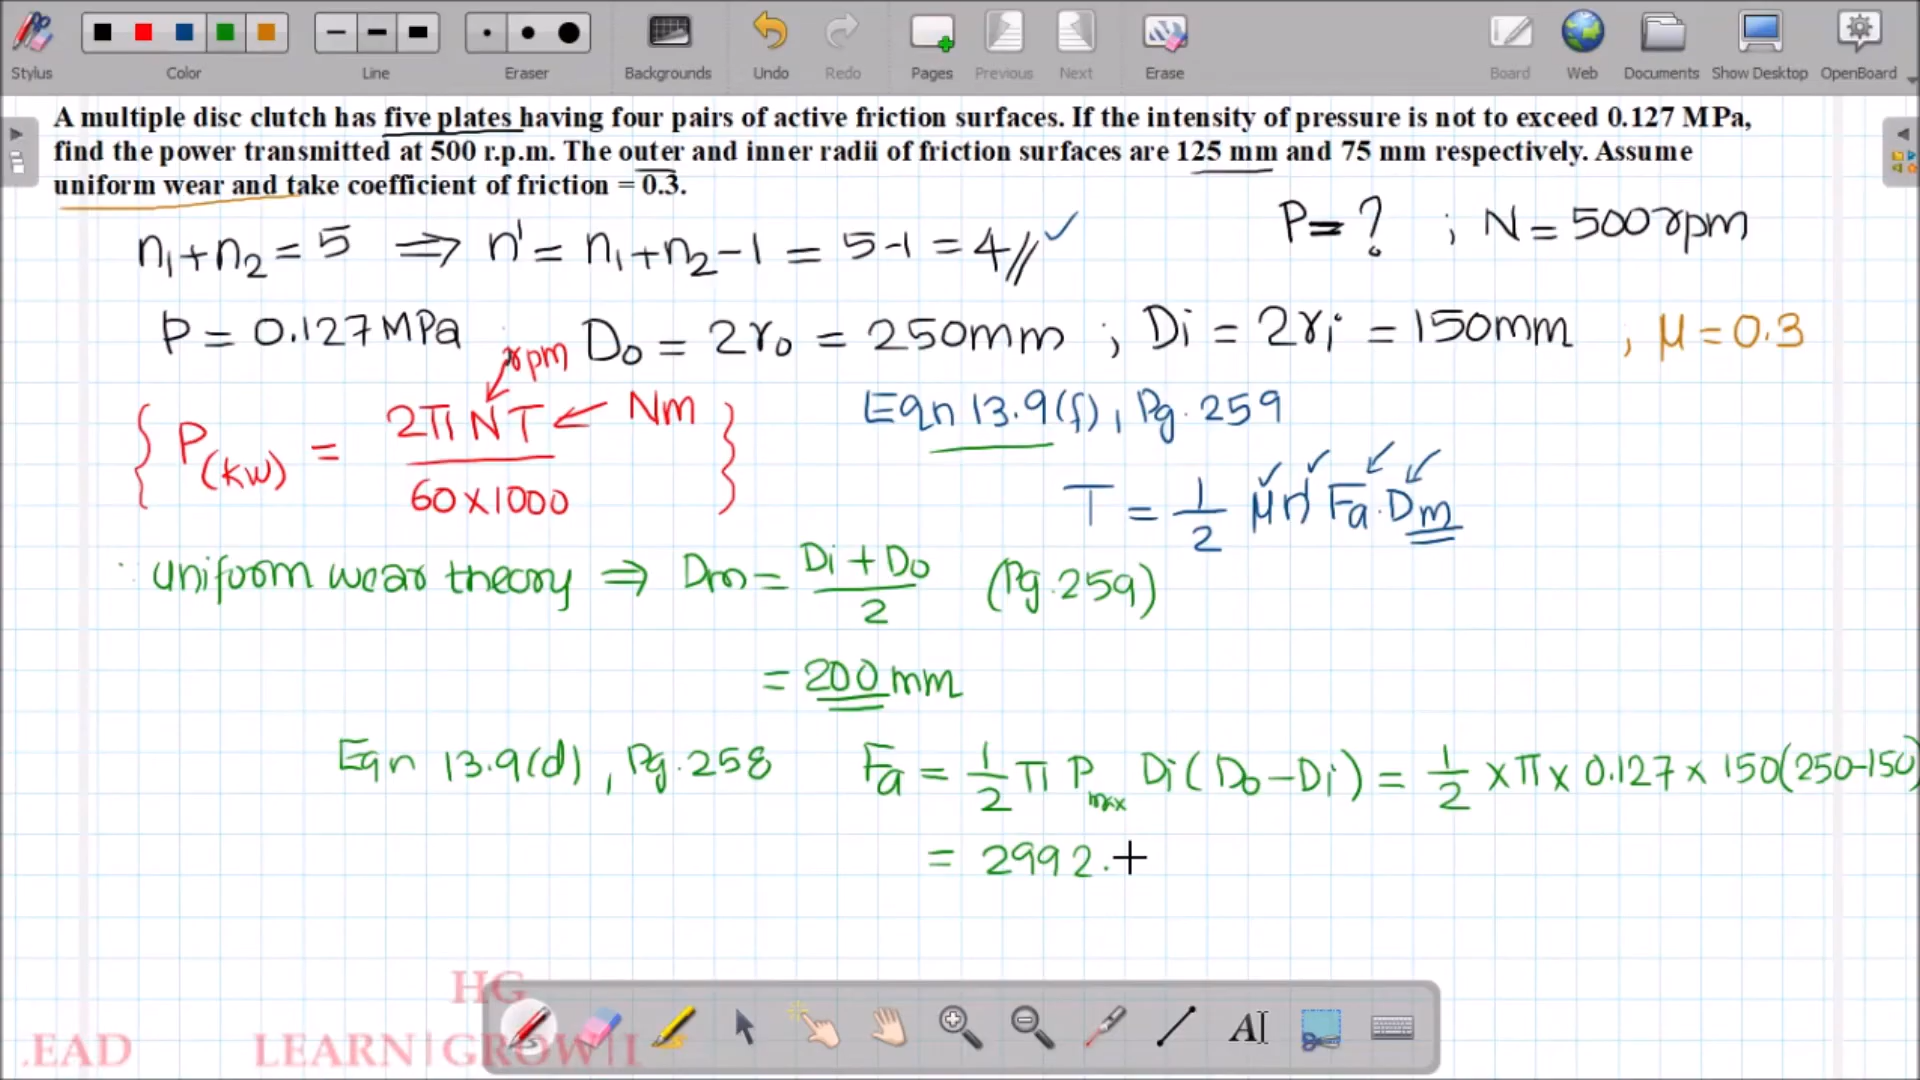 Stylus Color Line Eraser Backgrounds Undo Redo Pages Previous Next Erase Board Web Documents Show Desktop OpenBoard
A multiple disc clutch has five plates having four pairs of active friction surfaces. If the intensity of pressure is not to exceed 0.127 MPa,
find the power transmitted at 500 r.p.m. The outer and inner radii of friction surfaces are 125 mm and 75 mm respectively. Assume
uniform wear and take coefficient of friction = 0.3.
P = ? ; N = 500 rpm
n₁+n₂ = 5 ⟹ n' = n₁+n₂-1 = 5-1 = 4// ✓
P = 0.127 MPa ; D₀ = 2r₀ = 250mm ; Di = 2ri = 150mm ; μ = 0.3
rpm
{ P(kw) = 2πNT / 60×1000 ← Nm }
Eqn 13.9(f), Pg. 259
T = 1/2 μn' Fa. Dm
uniform wear theory ⇒ Dm = (Di + Do)/2 (Pg. 259)
= 200 mm
Eqn 13.9(d), Pg. 258 Fa = 1/2 π Pmax Di(Do-Di) = 1/2 × π × 0.127 × 150(250-150)
= 2992.
HG
.EAD LEARN|GROW|L